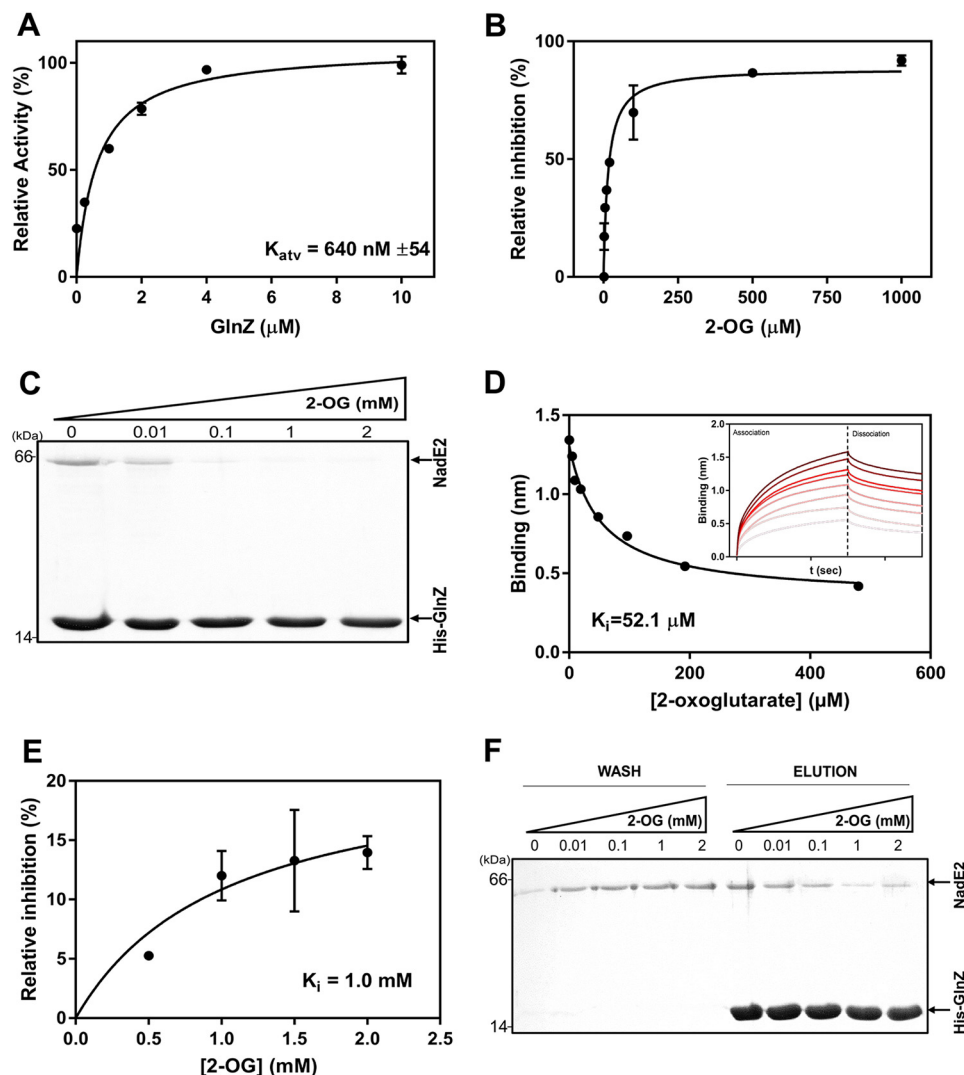 A
Relative Activity (%)
100
50
0
K_atv = 640 nM ±54
0 2 4 6 8 10
GlnZ (μM)
B
Relative inhibition (%)
100
50
0
0 250 500 750 1000
2-OG (μM)
C
2-OG (mM)
(kDa) 0 0.01 0.1 1 2
66
14
NadE2
His-GlnZ
D
Binding (nm)
1.5
1.0
0.5
0.0
K_i=52.1 μM
0 200 400 600
[2-oxoglutarate] (μM)
Association Dissociation
Binding (nm)
2.0
1.5
1.0
0.5
0.0
t (sec)
E
Relative inhibition (%)
20
15
10
5
0
K_i = 1.0 mM
0.0 0.5 1.0 1.5 2.0 2.5
[2-OG] (mM)
F
WASH ELUTION
2-OG (mM) 2-OG (mM)
0 0.01 0.1 1 2 0 0.01 0.1 1 2
(kDa)
66
14
NadE2
His-GlnZ